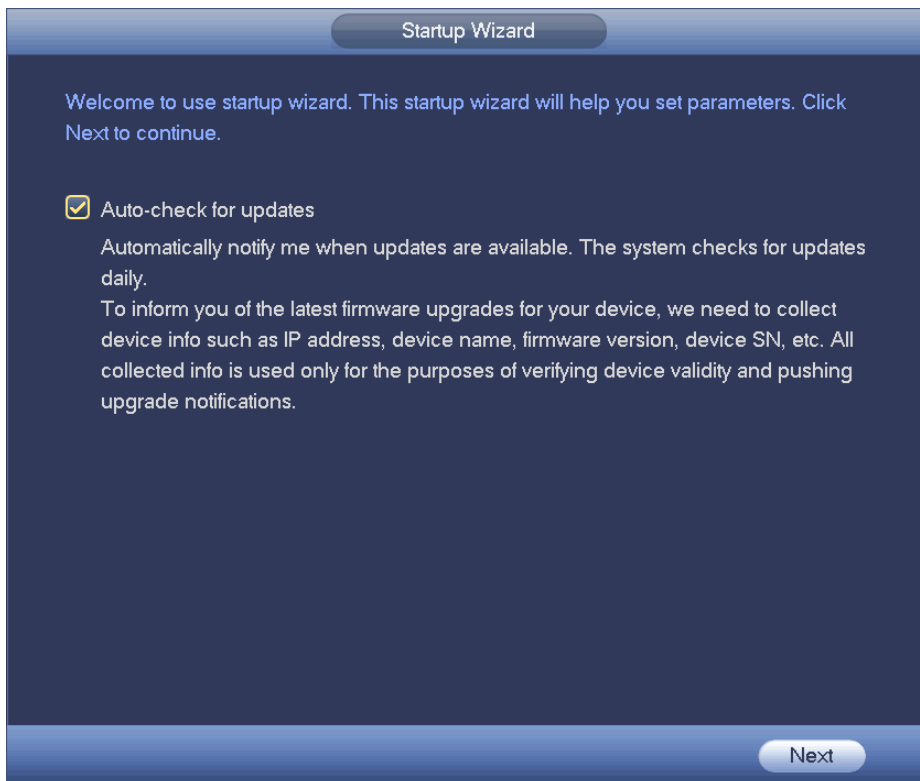 Startup Wizard
Welcome to use startup wizard. This startup wizard will help you set parameters. Click
Next to continue.
Auto-check for updates
Automatically notify me when updates are available. The system checks for updates
daily.
To inform you of the latest firmware upgrades for your device, we need to collect
device info such as IP address, device name, firmware version, device SN, etc. All
collected info is used only for the purposes of verifying device validity and pushing
upgrade notifications.
Next